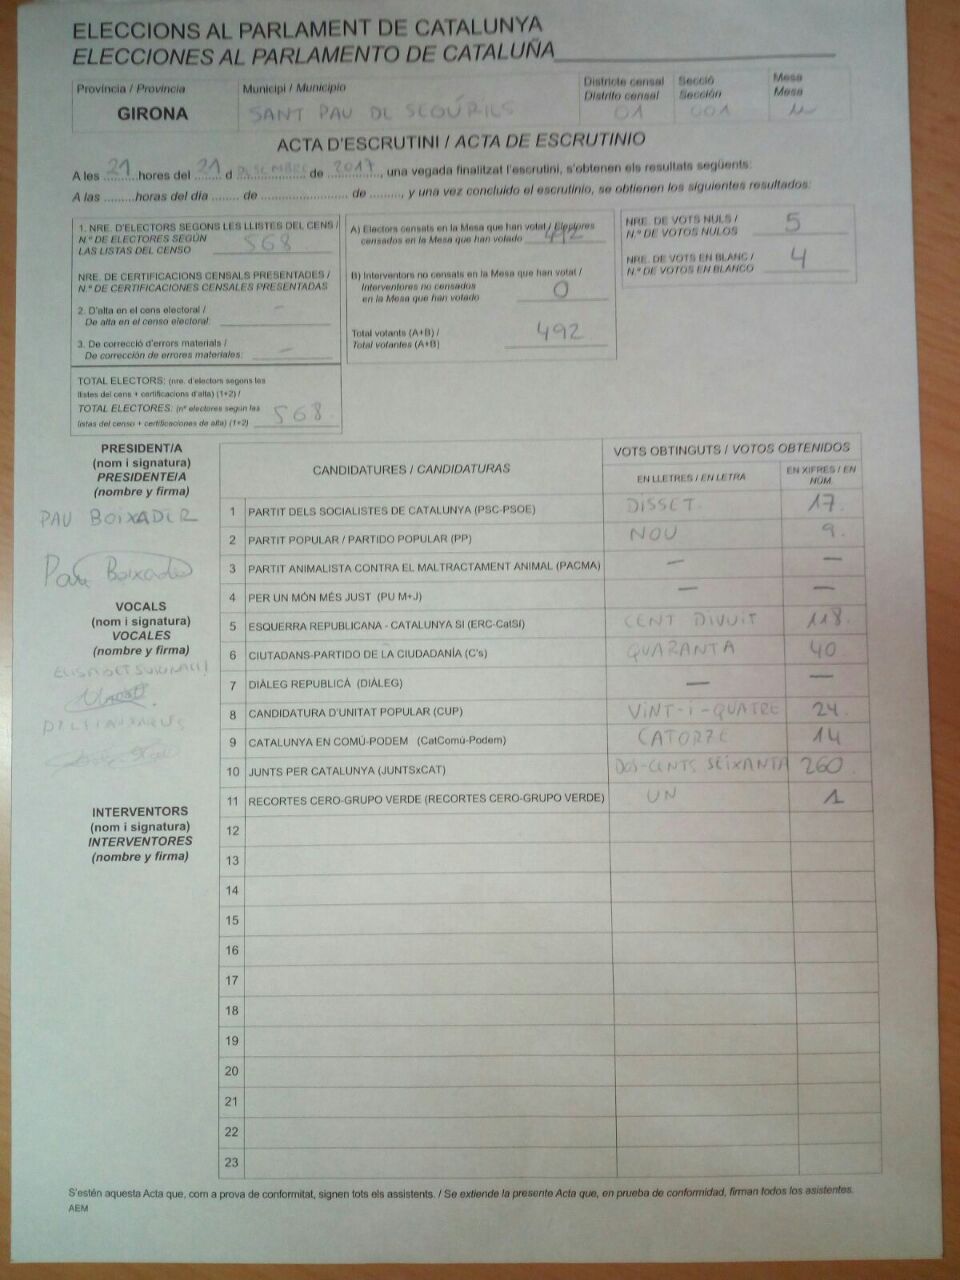 ELECCIONS AL PARLAMENT DE CATALUNYA
ELECCIONES AL PARLAMENTO DE CATALUÑA
Província / Provincia
GIRONA
Municipi / Municipio
SANT PAU DE SEGÚRIES
Districte censal
Distrito censal
01
Secció
Sección
001
Mesa
Mesa
U
ACTA D'ESCRUTINI / ACTA DE ESCRUTINIO
A les 21 hores del 21 d DESEMBRE de 2017, una vegada finalitzat l'escrutini, s'obtenen els resultats següents:
A las .........horas del día ........ de ........................... de ........., y una vez concluido el escrutinio, se obtienen los siguientes resultados:
1. NRE. D'ELECTORS SEGONS LES LLISTES DEL CENS /
N.º DE ELECTORES SEGÚN
LAS LISTAS DEL CENSO 568
NRE. DE CERTIFICACIONS CENSALS PRESENTADES /
N.º DE CERTIFICACIONES CENSALES PRESENTADAS
2. D'alta en el cens electoral /
De alta en el censo electoral: -
3. De correcció d'errors materials /
De corrección de errores materiales: -
TOTAL ELECTORS: (nre. d'electors segons les
llistes del cens + certificacions d'alta) (1+2) /
TOTAL ELECTORES: (nº electores según las
listas del censo + certificaciones de alta) (1+2) 568.
A) Electors censats en la Mesa que han votat / Electores
censados en la Mesa que han votado 492
B) Interventors no censats en la Mesa que han votat /
Interventores no censados
en la Mesa que han votado 0
Total votants (A+B) /
Total votantes (A+B) 492
NRE. DE VOTS NULS /
N.º DE VOTOS NULOS 5
NRE. DE VOTS EN BLANC /
N.º DE VOTOS EN BLANCO 4
PRESIDENT/A
(nom i signatura)
PRESIDENTE/A
(nombre y firma)
PAU BOIXADER
Pau Boixader
VOCALS
(nom i signatura)
VOCALES
(nombre y firma)
INTERVENTORS
(nom i signatura)
INTERVENTORES
(nombre y firma)
CANDIDATURES / CANDIDATURAS
VOTS OBTINGUTS / VOTOS OBTENIDOS
EN LLETRES / EN LETRA
EN XIFRES / EN NÚM.
1 PARTIT DELS SOCIALISTES DE CATALUNYA (PSC-PSOE) DISSET. 17.
2 PARTIT POPULAR / PARTIDO POPULAR (PP) NOU 9.
3 PARTIT ANIMALISTA CONTRA EL MALTRACTAMENT ANIMAL (PACMA) — —
4 PER UN MÓN MÉS JUST (PU M+J) — —
5 ESQUERRA REPUBLICANA - CATALUNYA SI (ERC-CatSI) CENT DIVUIT 118.
6 CIUTADANS-PARTIDO DE LA CIUDADANÍA (C's) QUARANTA 40
7 DIÀLEG REPUBLICÀ (DIÀLEG) — —
8 CANDIDATURA D'UNITAT POPULAR (CUP) VINT-I-QUATRE 24.
9 CATALUNYA EN COMÚ-PODEM (CatComú-Podem) CATORZE 14
10 JUNTS PER CATALUNYA (JUNTSxCAT) DOS-CENTS SEIXANTA 260.
11 RECORTES CERO-GRUPO VERDE (RECORTES CERO-GRUPO VERDE) UN 1
12
13
14
15
16
17
18
19
20
21
22
23
S'estén aquesta Acta que, com a prova de conformitat, signen tots els assistents. / Se extiende la presente Acta que, en prueba de conformidad, firman todos los asistentes.
AEM